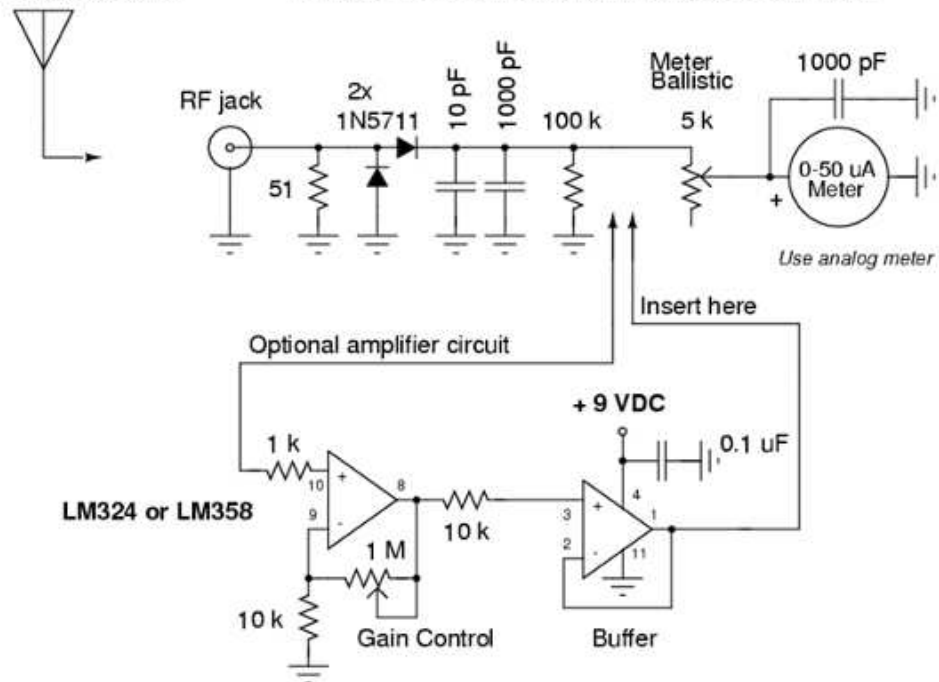 RF jack
2x
1N5711
10 pF
1000 pF
100 k
Meter
Ballistic
5 k
1000 pF
51
0-50 uA
Meter
+
Use analog meter
Insert here
Optional amplifier circuit
+ 9 VDC
0.1 uF
1 k
10
+
8
9
-
LM324 or LM358
10 k
1 M
10 k
Gain Control
3
+
4
1
2
-
11
Buffer